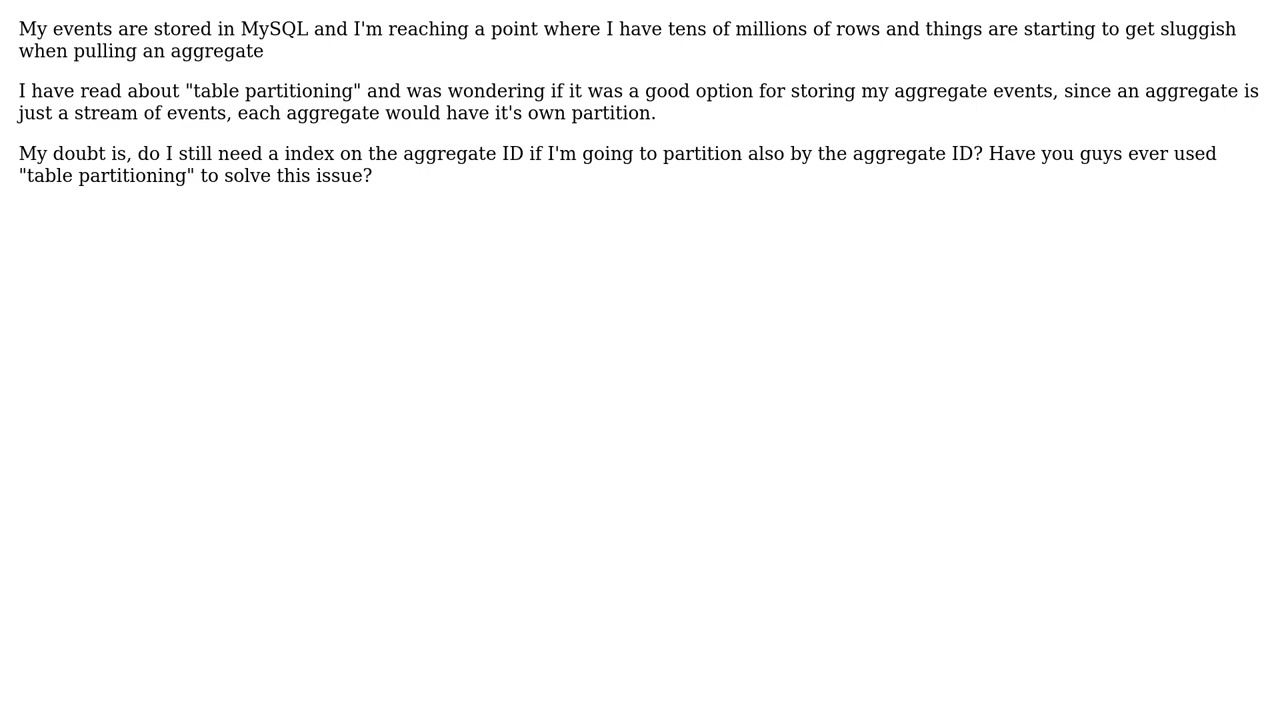 My events are stored in MySQL and I'm reaching a point where I have tens of millions of rows and things are starting to get sluggish
when pulling an aggregate
I have read about "table partitioning" and was wondering if it was a good option for storing my aggregate events, since an aggregate is
just a stream of events, each aggregate would have it's own partition.
My doubt is, do I still need a index on the aggregate ID if I'm going to partition also by the aggregate ID? Have you guys ever used
"table partitioning" to solve this issue?